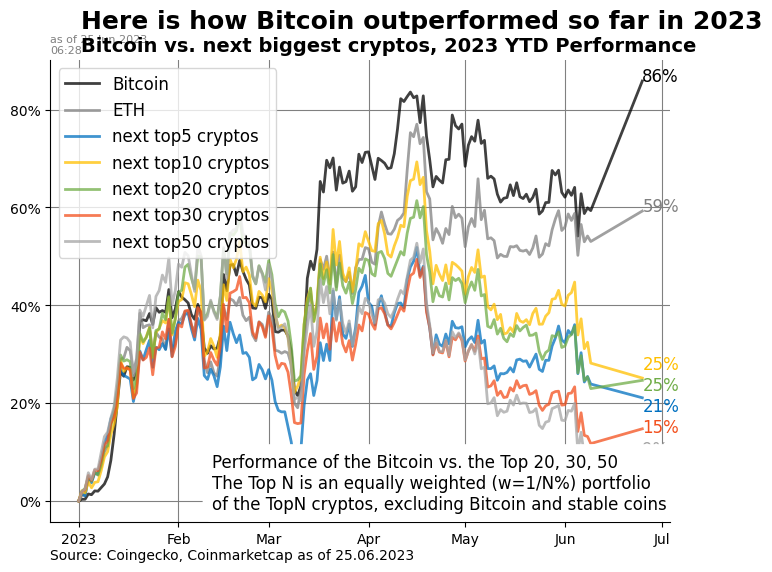 Here is how Bitcoin outperformed so far in 2023
as of 25 Jun 2023
06:28
Bitcoin vs. next biggest cryptos, 2023 YTD Performance
Bitcoin
ETH
next top5 cryptos
next top10 cryptos
next top20 cryptos
next top30 cryptos
next top50 cryptos
86%
59%
25%
25%
21%
15%
80%
60%
40%
20%
0%
Performance of the Bitcoin vs. the Top 20, 30, 50
The Top N is an equally weighted (w=1/N%) portfolio
of the TopN cryptos, excluding Bitcoin and stable coins
2023 Feb Mar Apr May Jun Jul
Source: Coingecko, Coinmarketcap as of 25.06.2023